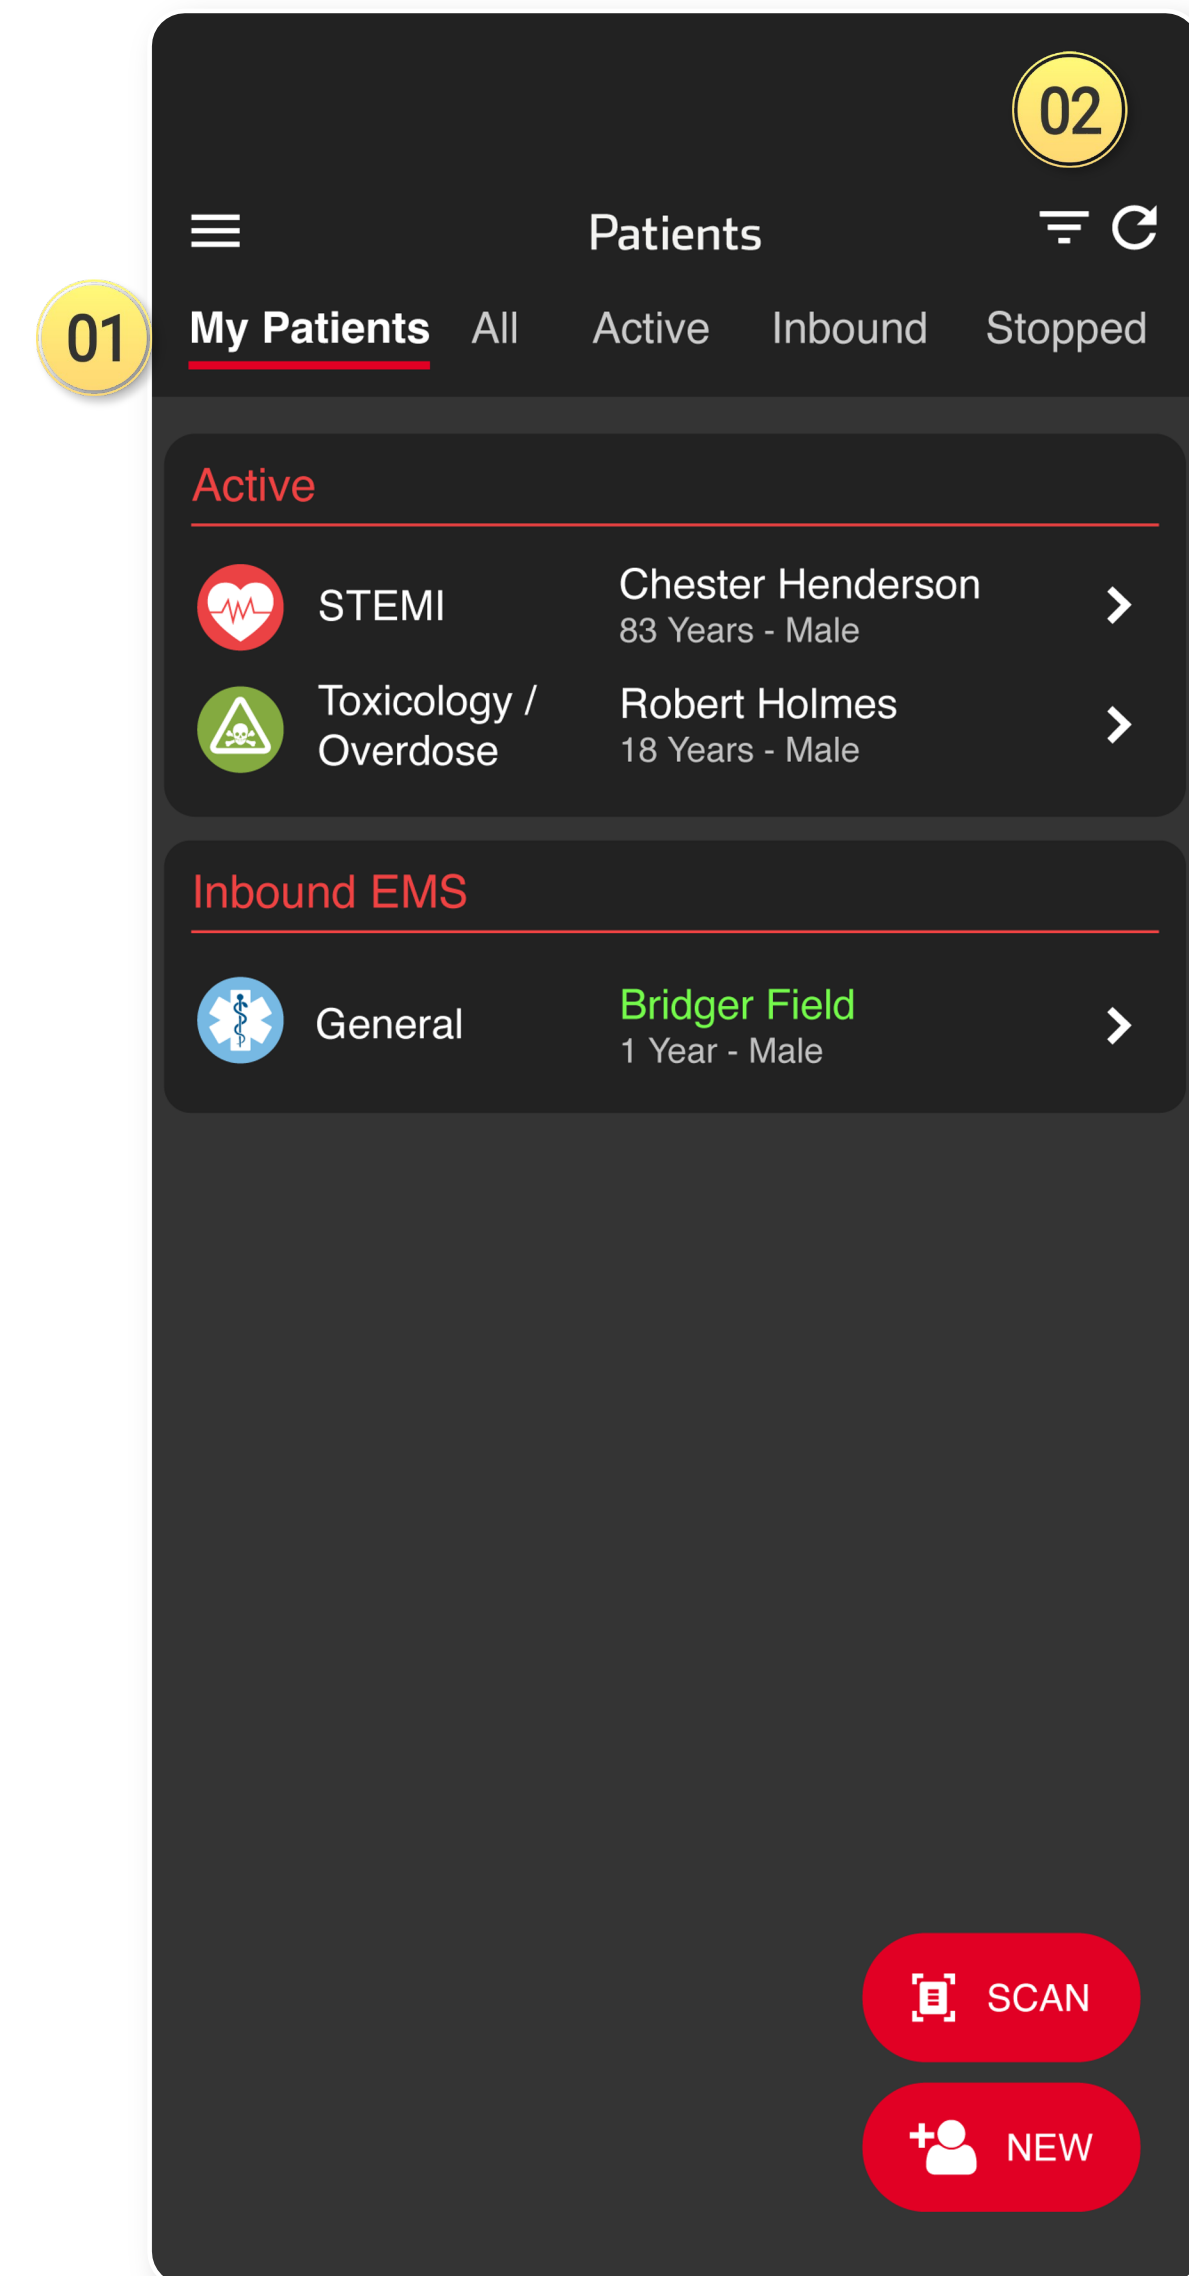 02
Patients
01
My Patients All Active Inbound Stopped
Active
STEMI
Chester Henderson
83 Years - Male
Toxicology /
Overdose
Robert Holmes
18 Years - Male
Inbound EMS
General
Bridger Field
1 Year - Male
SCAN
NEW